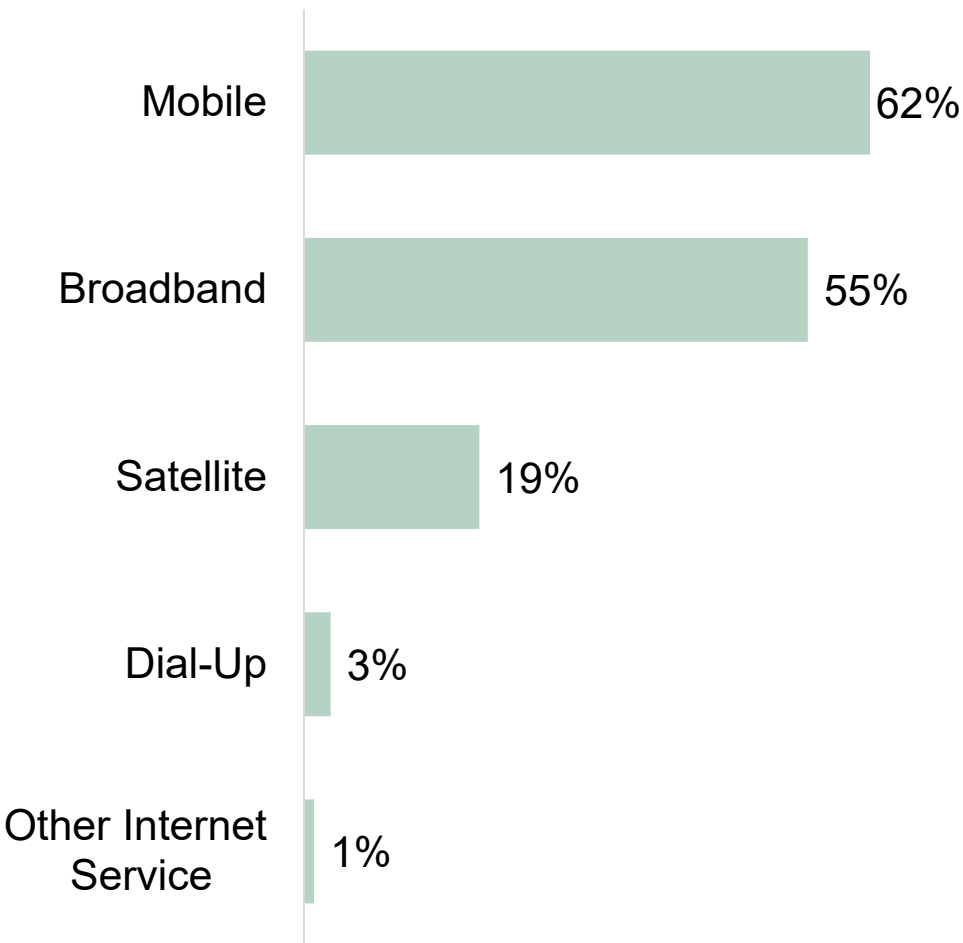 Mobile
62%
Broadband
55%
Satellite
19%
Dial-Up
3%
Other Internet
Service
1%